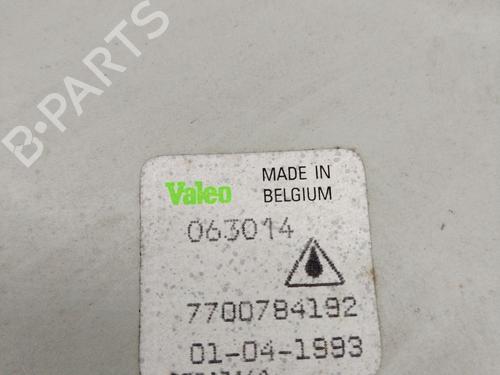 B-PARTS
Valeo MADE IN
BELGIUM
063014
7700784192
01-04-1993